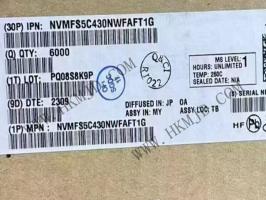 (30P) IPN: NVMFS5C430NWFAFT1G
(Q) QTY: 6000
(1T) LOT: PQ08S8K9P
(9D) DTE: 2309
(1P) MPN: NVMFS5C430NWFAFT1G
DIFFUSED IN: JP OA
ASSY IN: MY ASSY LOC: TB
MS LEVEL 1
HOURS: UNLIMITED
TEMP: 260C
SEALED DATE: N/A
HF
WWW.HKMJD.COM